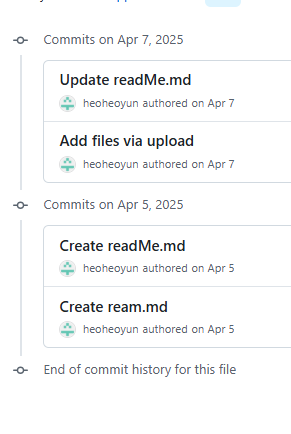 Commits on Apr 7, 2025
Update readMe.md
heoheoyun authored on Apr 7
Add files via upload
heoheoyun authored on Apr 7
Commits on Apr 5, 2025
Create readMe.md
heoheoyun authored on Apr 5
Create ream.md
heoheoyun authored on Apr 5
End of commit history for this file